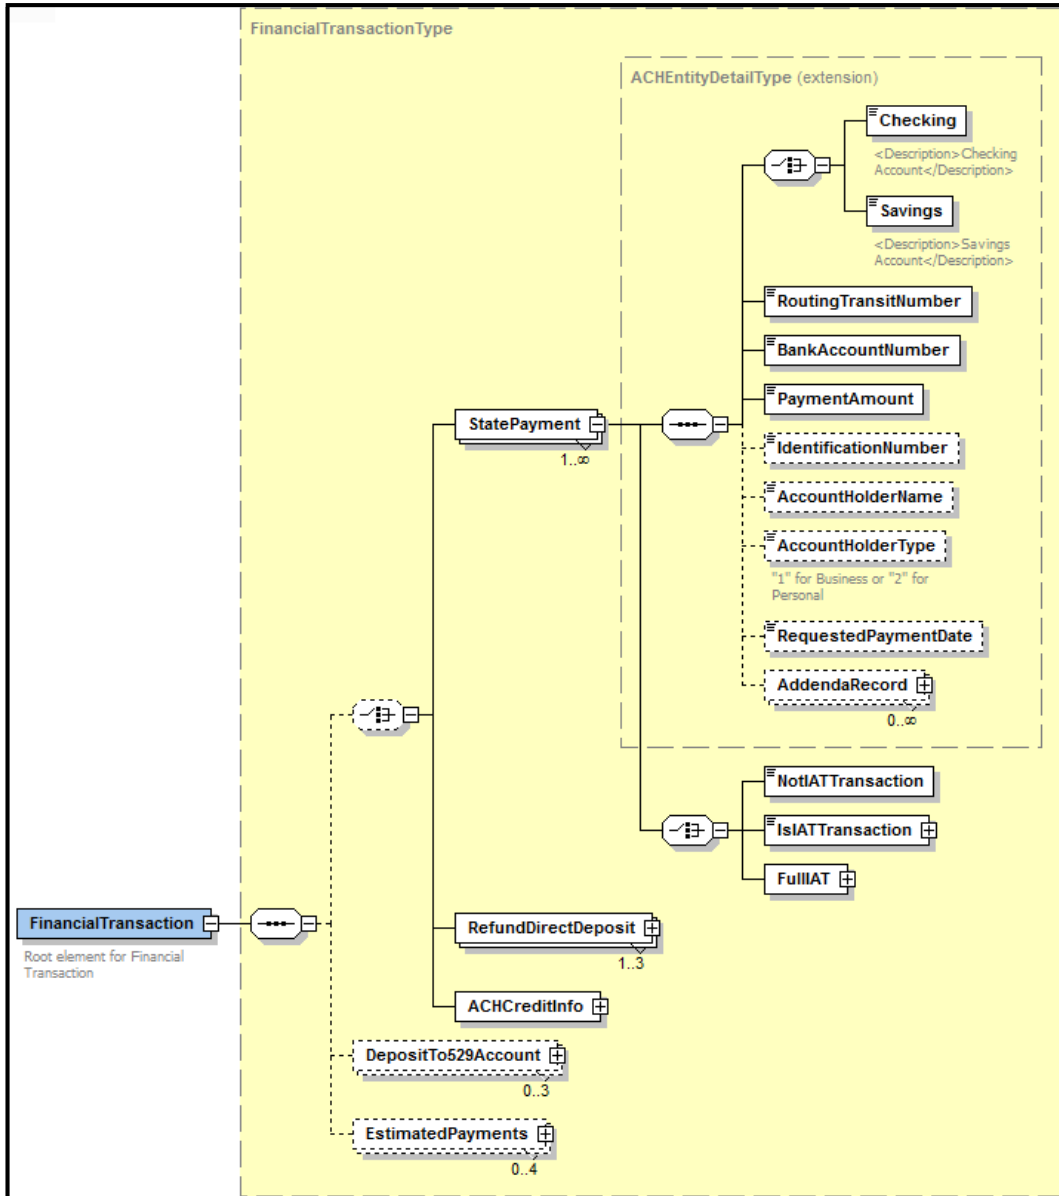 FinancialTransactionType
ACHEntityDetailType (extension)
Checking
<Description>Checking
Account</Description>
Savings
<Description>Savings
Account</Description>
RoutingTransitNumber
BankAccountNumber
PaymentAmount
StatePayment
1..∞
IdentificationNumber
AccountHolderName
AccountHolderType
"1" for Business or "2" for
Personal
RequestedPaymentDate
AddendaRecord
0..∞
NotIATTransaction
IsIATTransaction
FullIAT
FinancialTransaction
Root element for Financial
Transaction
RefundDirectDeposit
1..3
ACHCreditInfo
DepositTo529Account
0..3
EstimatedPayments
0..4